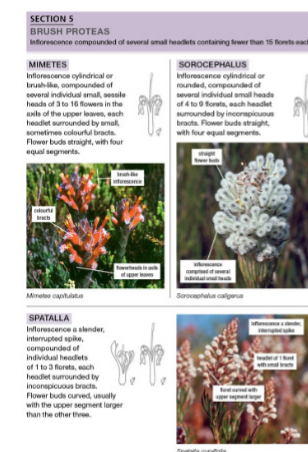 SECTION 5
BRUSH PROTEAS
Inflorescence compounded of several small headlets containing fewer than 15 florets each
MIMETES
Inflorescence cylindrical or
brush-like, compounded of
several individual small, sessile
heads of 3 to 16 flowers in the
axils of the upper leaves, each
headlet surrounded by small,
sometimes colourful bracts.
Flower buds straight, with four
equal segments.
brush-like
inflorescence
colourful
bracts
flowerheads in axils
of upper leaves
Mimetes capitulatus
SOROCEPHALUS
Inflorescence cylindrical or
rounded, compounded of
several individual small heads
of 4 to 9 florets, each headlet
surrounded by inconspicuous
bracts. Flower buds straight,
with four equal segments.
straight
flower buds
inflorescence
comprised of several
individual small heads
Sorocephalus
SPATALLA
Inflorescence a slender,
interrupted spike,
compounded of
individual headlets
of 1 to 3 florets, each
headlet surrounded by
inconspicuous bracts.
Flower buds curved, usually
with the upper segment larger
than the other three.
inflorescence a slender,
interrupted spike
headlet of 1 floret
with small bracts
floret curved with
upper segment larger